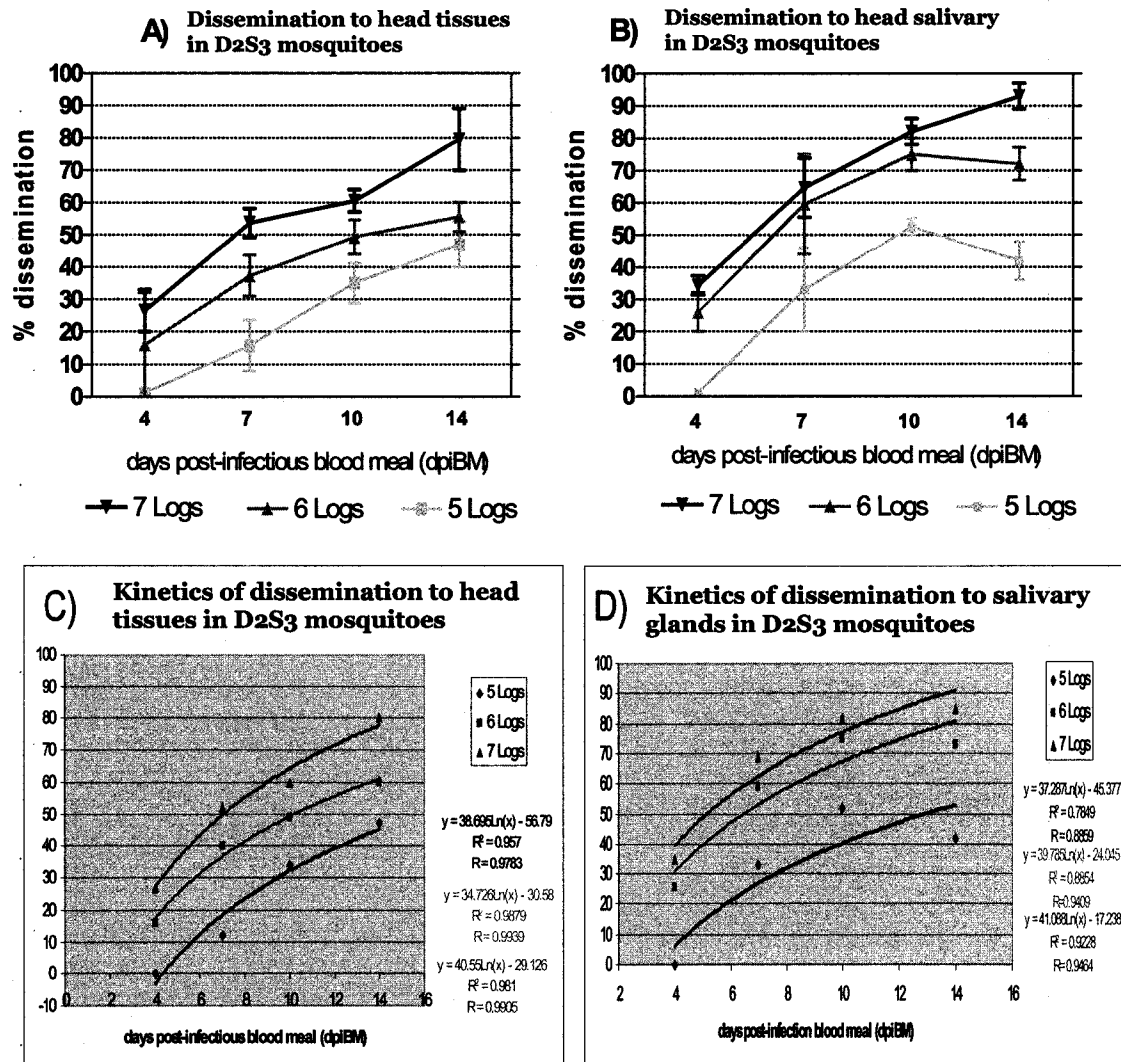 A) Dissemination to head tissues
in D2S3 mosquitoes
% dissemination
100
90
80
70
60
50
40
30
20
10
0
4 7 10 14
days post-infectious blood meal (dpiBM)
7 Logs 6 Logs 5 Logs
B) Dissemination to head salivary
in D2S3 mosquitoes
% dissemination
100
90
80
70
60
50
40
30
20
10
0
4 7 10 14
days post-infectious blood meal (dpiBM)
7 Logs 6 Logs 5 Logs
C) Kinetics of dissemination to head
tissues in D2S3 mosquitoes
100
90
80
70
60
50
40
30
20
10
0
-10
0 2 4 6 8 10 12 14 16
days post-infectious blood meal (dpiBM)
5 Logs
6 Logs
7 Logs
y = 38.695Ln(x) - 56.79
R² = 0.957
R = 0.9783
y = 34.726Ln(x) - 30.58
R² = 0.9879
R = 0.9939
y = 40.55Ln(x) - 29.126
R² = 0.981
R = 0.9905
D) Kinetics of dissemination to salivary
glands in D2S3 mosquitoes
100
90
80
70
60
50
40
30
20
10
0
2 4 6 8 10 12 14 16
days post-infection blood meal (dpiBM)
5 Logs
6 Logs
7 Logs
y = 37.287Ln(x) - 45.377
R² = 0.7849
R = 0.8859
y = 39.785Ln(x) - 24.045
R² = 0.8854
R = 0.9409
y = 41.088Ln(x) - 17.238
R² = 0.9228
R = 0.9464